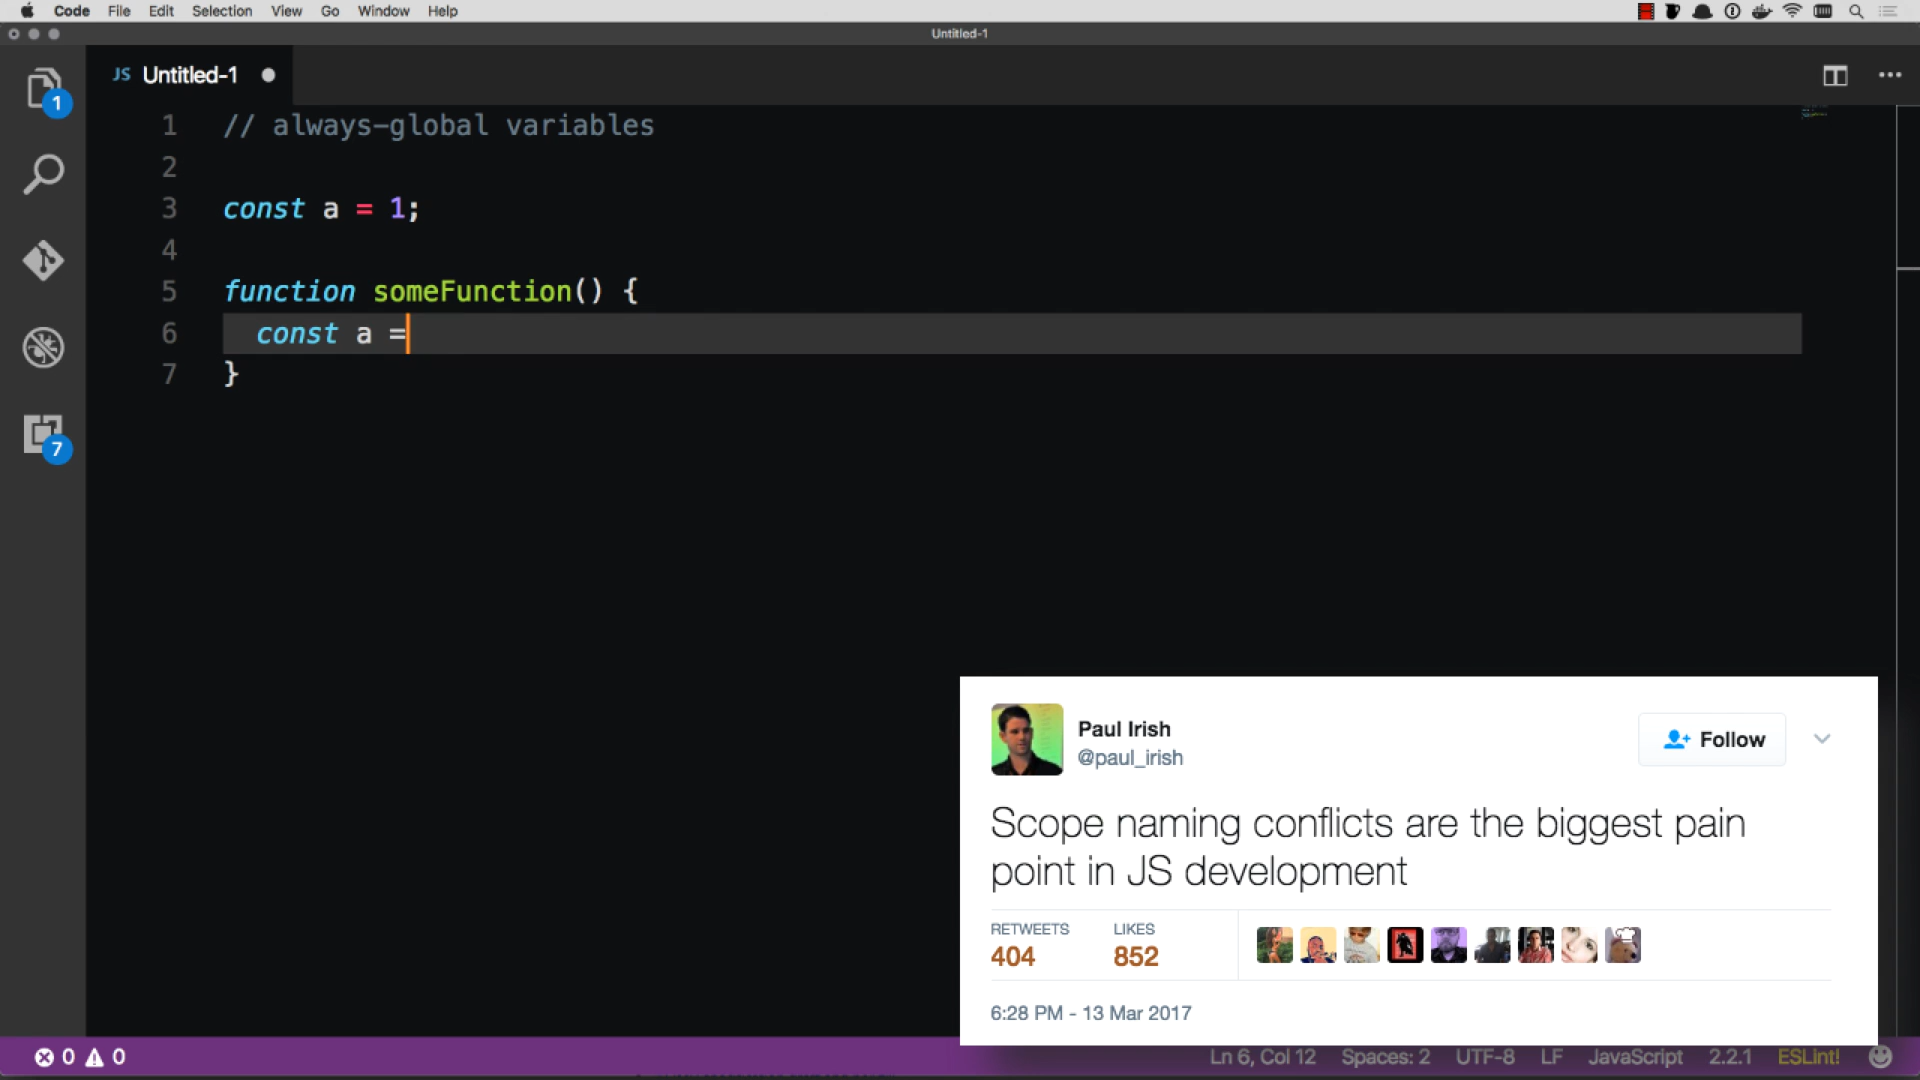 Code File Edit Selection View Go Window Help
Untitled-1
JS Untitled-1
1
7
1 // always-global variables
2
3 const a = 1;
4
5 function someFunction() {
6 const a =
7 }
Paul Irish
@paul_irish
Follow
Scope naming conflicts are the biggest pain
point in JS development
RETWEETS LIKES
404 852
6:28 PM - 13 Mar 2017
0 0 Ln 6, Col 12 Spaces: 2 UTF-8 LF JavaScript 2.2.1 ESLint!